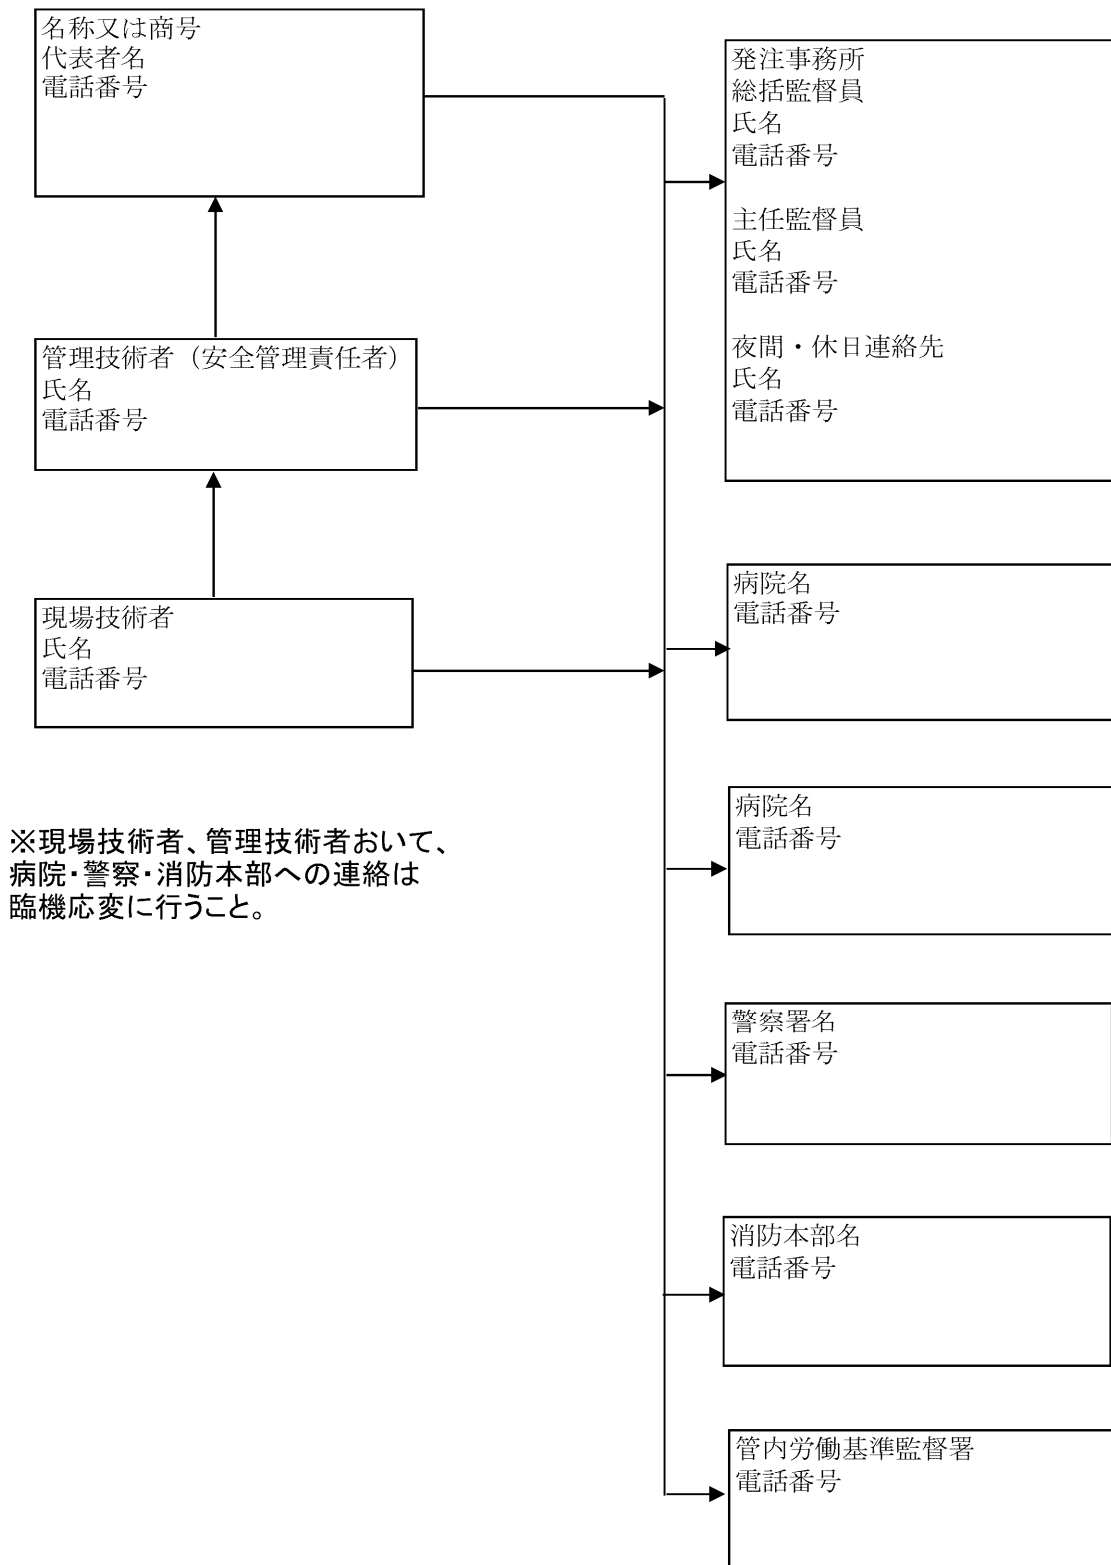 名称又は商号
代表者名
電話番号
管理技術者（安全管理責任者）
氏名
電話番号
現場技術者
氏名
電話番号
※現場技術者、管理技術者おいて、
病院・警察・消防本部への連絡は
臨機応変に行うこと。
発注事務所
総括監督員
氏名
電話番号
主任監督員
氏名
電話番号
夜間・休日連絡先
氏名
電話番号
病院名
電話番号
病院名
電話番号
警察署名
電話番号
消防本部名
電話番号
管内労働基準監督署
電話番号